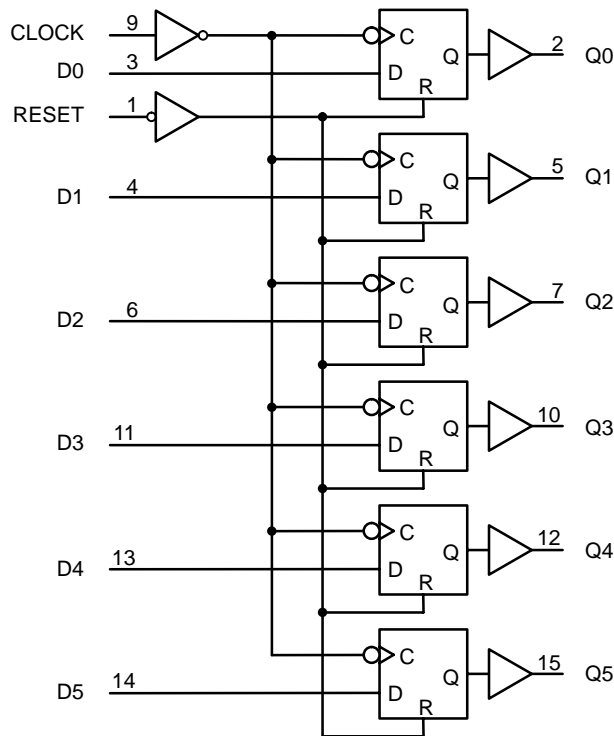 CLOCK 9 C Q 2 Q0
D0 3 D
RESET 1 R
C Q 5 Q1
D1 4 D
R
C Q 7 Q2
D2 6 D
R
C Q 10 Q3
D3 11 D
R
C Q 12 Q4
D4 13 D
R
C Q 15 Q5
D5 14 D
R